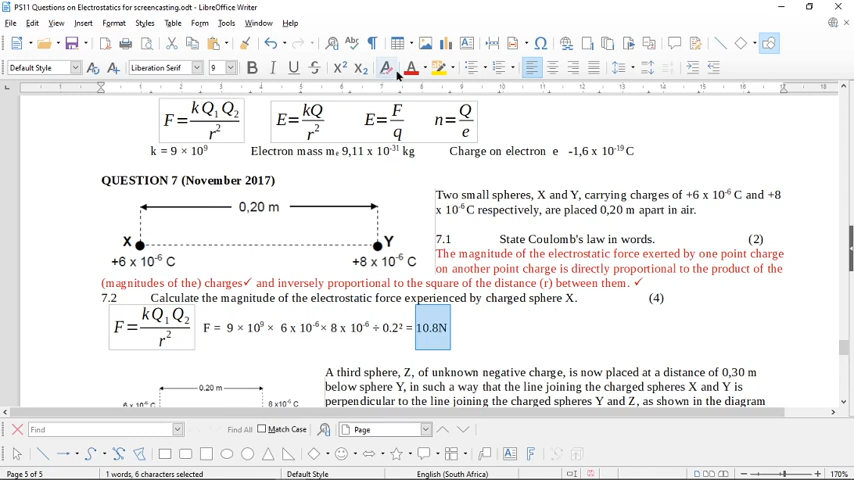 PS11 Questions on Electrostatics for screencasting.odt - LibreOffice Writer
File Edit View Insert Format Styles Table Form Tools Window Help
Default Style Liberation Serif 9
F = k Q₁ Q₂ / r² E = kQ / r² E = F / q n = Q / e
k = 9 × 10⁹ Electron mass mₑ 9,11 x 10⁻³¹ kg Charge on electron e -1,6 x 10⁻¹⁹ C
QUESTION 7 (November 2017)
Two small spheres, X and Y, carrying charges of +6 x 10⁻⁶ C and +8
x 10⁻⁶ C respectively, are placed 0,20 m apart in air.
0,20 m
X Y
+6 x 10⁻⁶ C +8 x 10⁻⁶ C
7.1 State Coulomb's law in words. (2)
The magnitude of the electrostatic force exerted by one point charge
on another point charge is directly proportional to the product of the
(magnitudes of the) charges✓ and inversely proportional to the square of the distance (r) between them. ✓
7.2 Calculate the magnitude of the electrostatic force experienced by charged sphere X. (4)
F = k Q₁ Q₂ / r² F = 9 × 10⁹ × 6 x 10⁻⁶ × 8 x 10⁻⁶ ÷ 0.2² = 10.8N
A third sphere, Z, of unknown negative charge, is now placed at a distance of 0,30 m
below sphere Y, in such a way that the line joining the charged spheres X and Y is
perpendicular to the line joining the charged spheres Y and Z, as shown in the diagram
0,20 m
Find Find All Match Case Page
Page 5 of 5 1 words, 6 characters selected Default Style English (South Africa) 170%